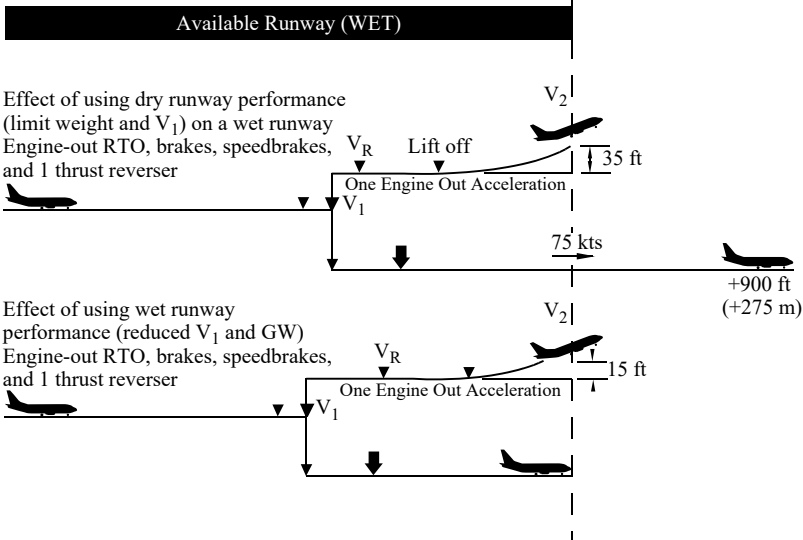 Available Runway (WET)
V2
Effect of using dry runway performance
(limit weight and V1) on a wet runway
Engine-out RTO, brakes, speedbrakes,
and 1 thrust reverser
VR
Lift off
35 ft
One Engine Out Acceleration
V1
75 kts
+900 ft
(+275 m)
Effect of using wet runway
performance (reduced V1 and GW)
Engine-out RTO, brakes, speedbrakes,
and 1 thrust reverser
V2
VR
15 ft
One Engine Out Acceleration
V1